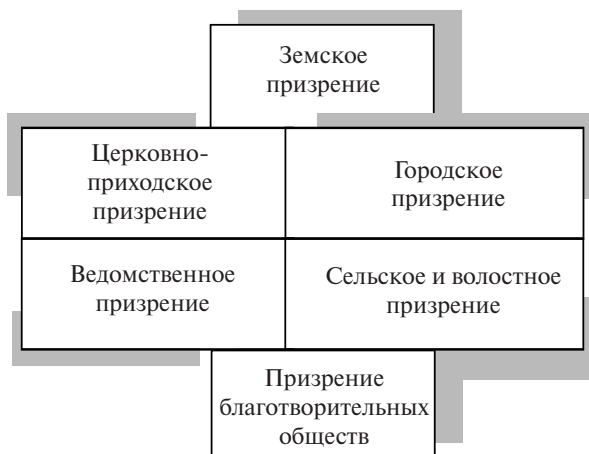 Земское
призрение
Церковно-
приходское
призрение
Городское
призрение
Ведомственное
призрение
Сельское и волостное
призрение
Призрение
благотворительных
обществ